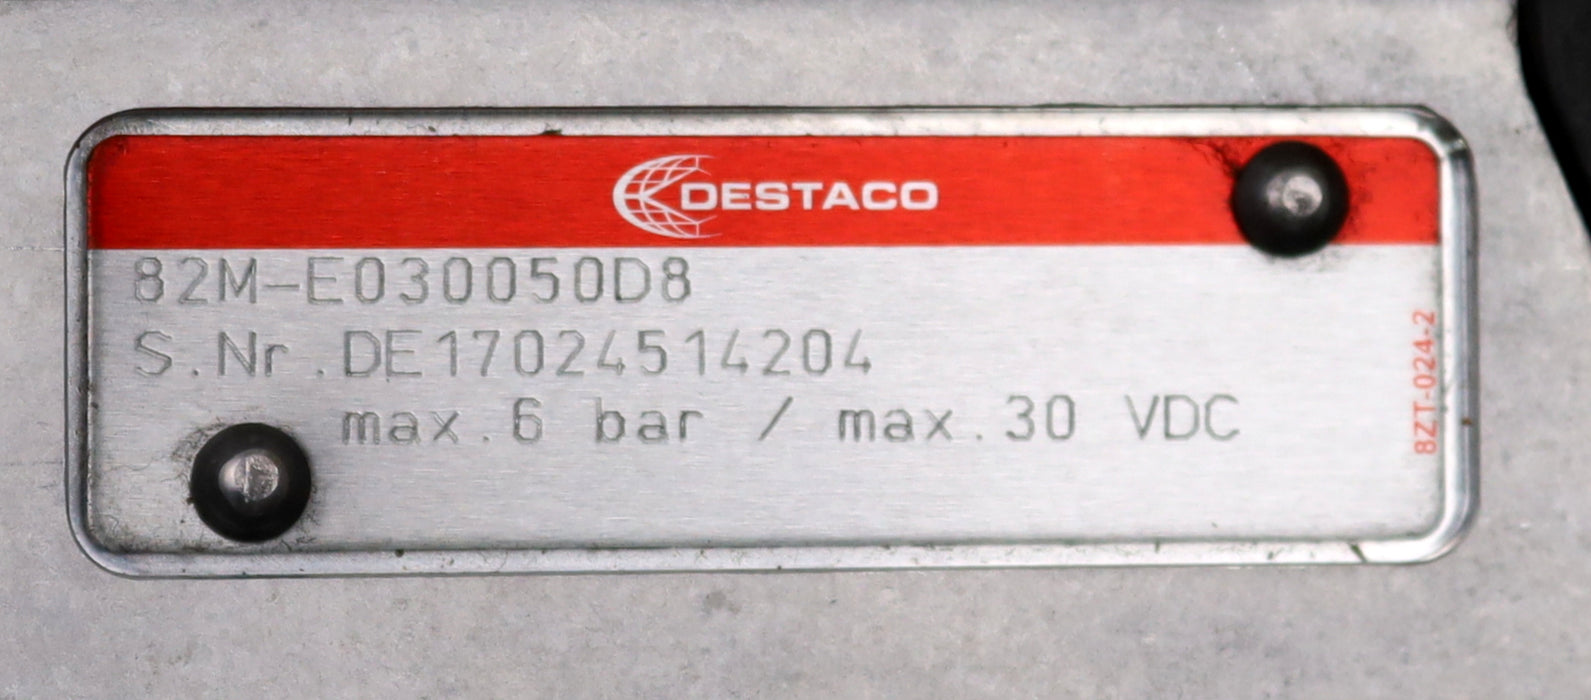 DESTACO
82M-E030050D8
S.Nr.DE17024514204
max.6 bar / max.30 VDC
8ZT-024-2